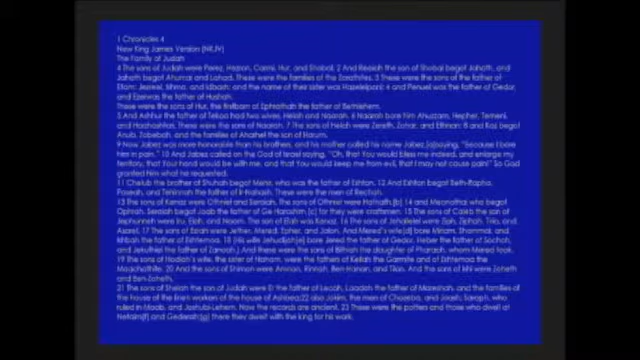 1 Chronicles 4
New King James Version (NKJV)
The Family of Judah
4 The sons of Judah were Perez, Hezron, Carmi, Hur, and Shobal. 2 And Reaiah the son of Shobal begot Jahath, and
Jahath begot Ahumai and Lahad. These were the families of the Zorathites. 3 These were the sons of the father of
Etam: Jezreel, Ishma, and Idbash; and the name of their sister was Hazelelponi; 4 and Penuel was the father of Gedor,
and Ezer was the father of Hushah.
These were the sons of Hur, the firstborn of Ephrathah the father of Bethlehem.
5 And Ashhur the father of Tekoa had two wives, Helah and Naarah. 6 Naarah bore him Ahuzzam, Hepher, Temeni,
and Haahashtari. These were the sons of Naarah. 7 The sons of Helah were Zereth, Zohar, and Ethnan; 8 and Koz begot
Anub, Zobebah, and the families of Aharhel the son of Harum.
9 Now Jabez was more honorable than his brothers, and his mother called his name Jabez,[a] saying, "Because I bore
him in pain." 10 And Jabez called on the God of Israel saying, "Oh, that You would bless me indeed, and enlarge my
territory, that Your hand would be with me, and that You would keep me from evil, that I may not cause pain!" So God
granted him what he requested.
11 Chelub the brother of Shuhah begot Mehir, who was the father of Eshton. 12 And Eshton begot Beth-Rapha,
Paseah, and Tehinnah the father of Ir-Nahash. These were the men of Rechah.
13 The sons of Kenaz were Othniel and Seraiah. The sons of Othniel were Hathath,[b] 14 and Meonothai who begot
Ophrah. Seraiah begot Joab the father of Ge Harashim,[c] for they were craftsmen. 15 The sons of Caleb the son of
Jephunneh were Iru, Elah, and Naam. The son of Elah was Kenaz. 16 The sons of Jehallelel were Ziph, Ziphah, Tiria, and
Asarel. 17 The sons of Ezrah were Jether, Mered, Epher, and Jalon. And Mered's wife[d] bore Miriam, Shammai, and
Ishbah the father of Eshtemoa. 18 (His wife Jehudijah[e] bore Jered the father of Gedor, Heber the father of Sochoh,
and Jekuthiel the father of Zanoah.) And these were the sons of Bithiah the daughter of Pharaoh, whom Mered took.
19 The sons of Hodiah's wife, the sister of Naham, were the fathers of Keilah the Garmite and of Eshtemoa the
Maachathite. 20 And the sons of Shimon were Amnon, Rinnah, Ben-Hanan, and Tilon. And the sons of Ishi were Zoheth
and Ben-Zoheth.
21 The sons of Shelah the son of Judah were Er the father of Lecah, Laadah the father of Mareshah, and the families of
the house of the linen workers of the house of Ashbea; 22 also Jokim, the men of Chozeba, and Joash; Saraph, who
ruled in Moab, and Jashubi-Lehem. Now the records are ancient. 23 These were the potters and those who dwell at
Netaim[f] and Gederah;[g] there they dwelt with the king for his work.